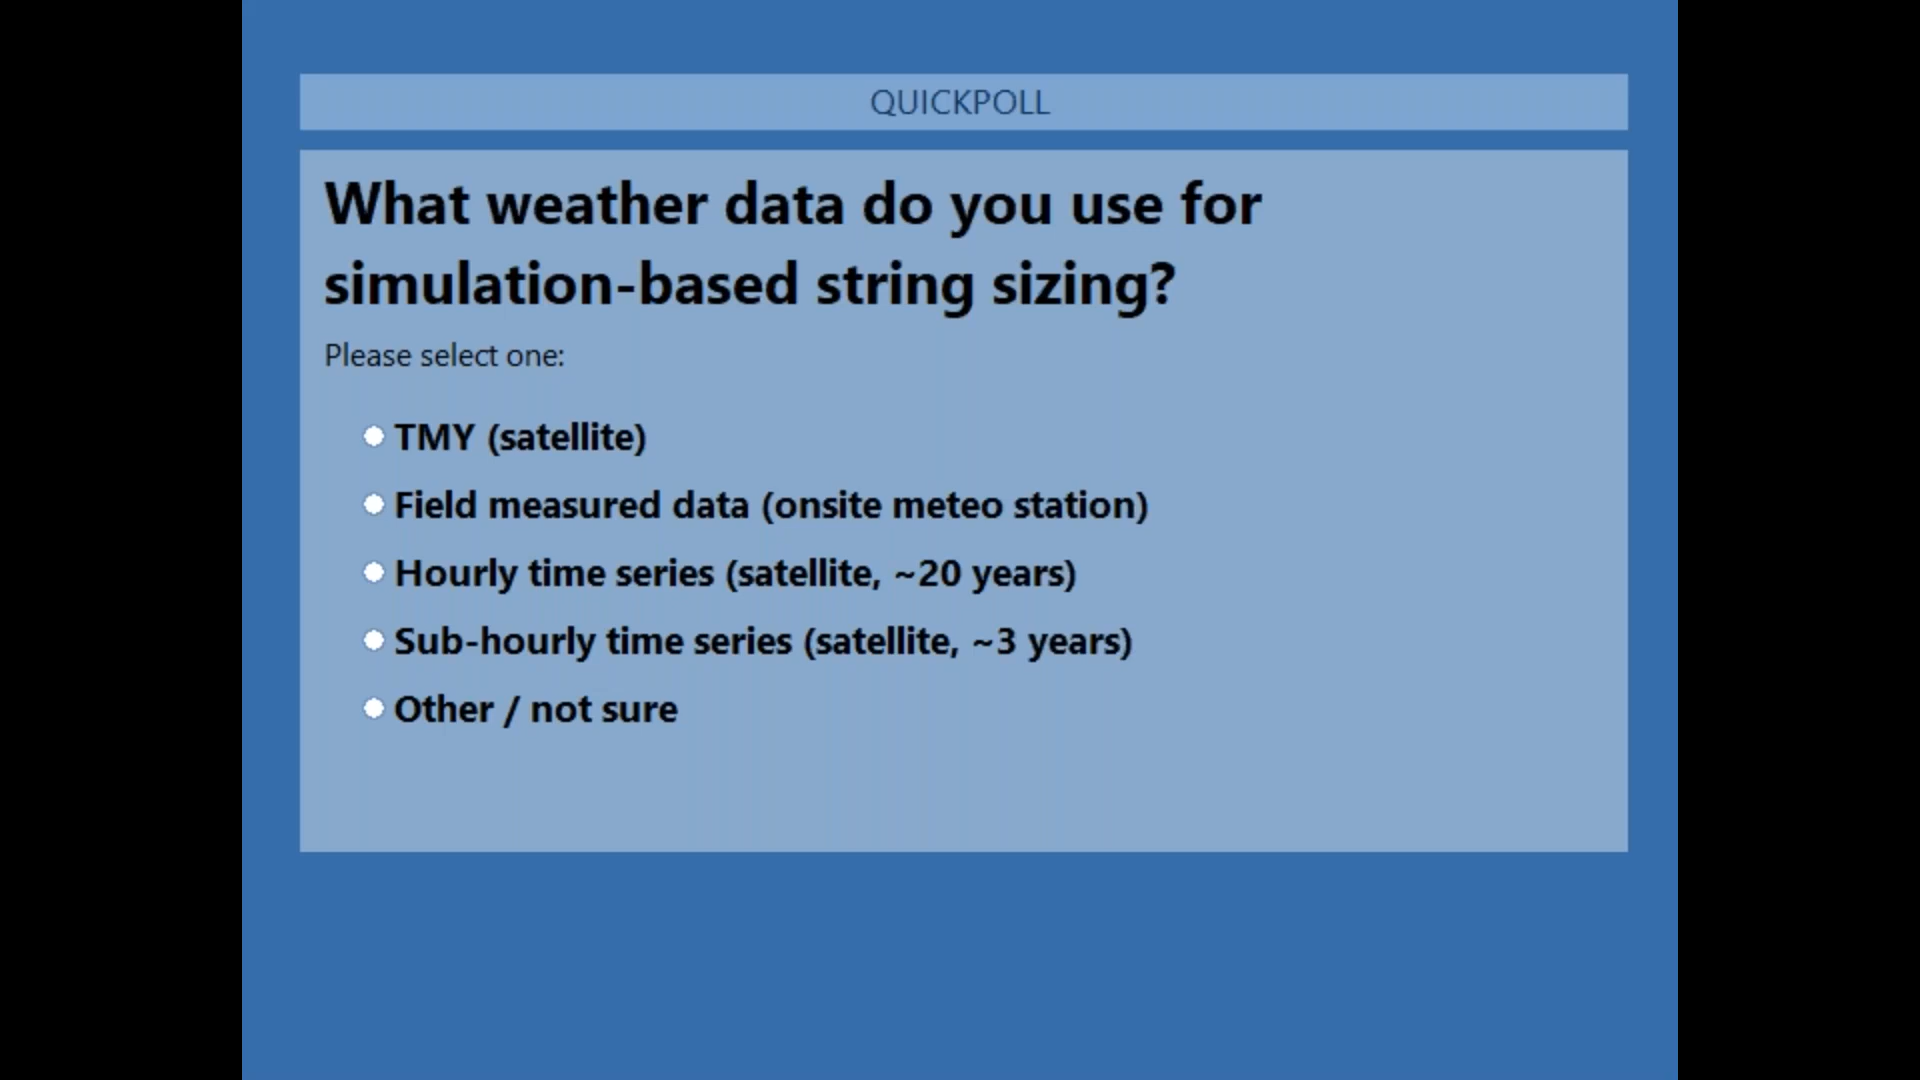 QUICKPOLL
What weather data do you use for
simulation-based string sizing?
Please select one:
TMY (satellite)
Field measured data (onsite meteo station)
Hourly time series (satellite, ~20 years)
Sub-hourly time series (satellite, ~3 years)
Other / not sure